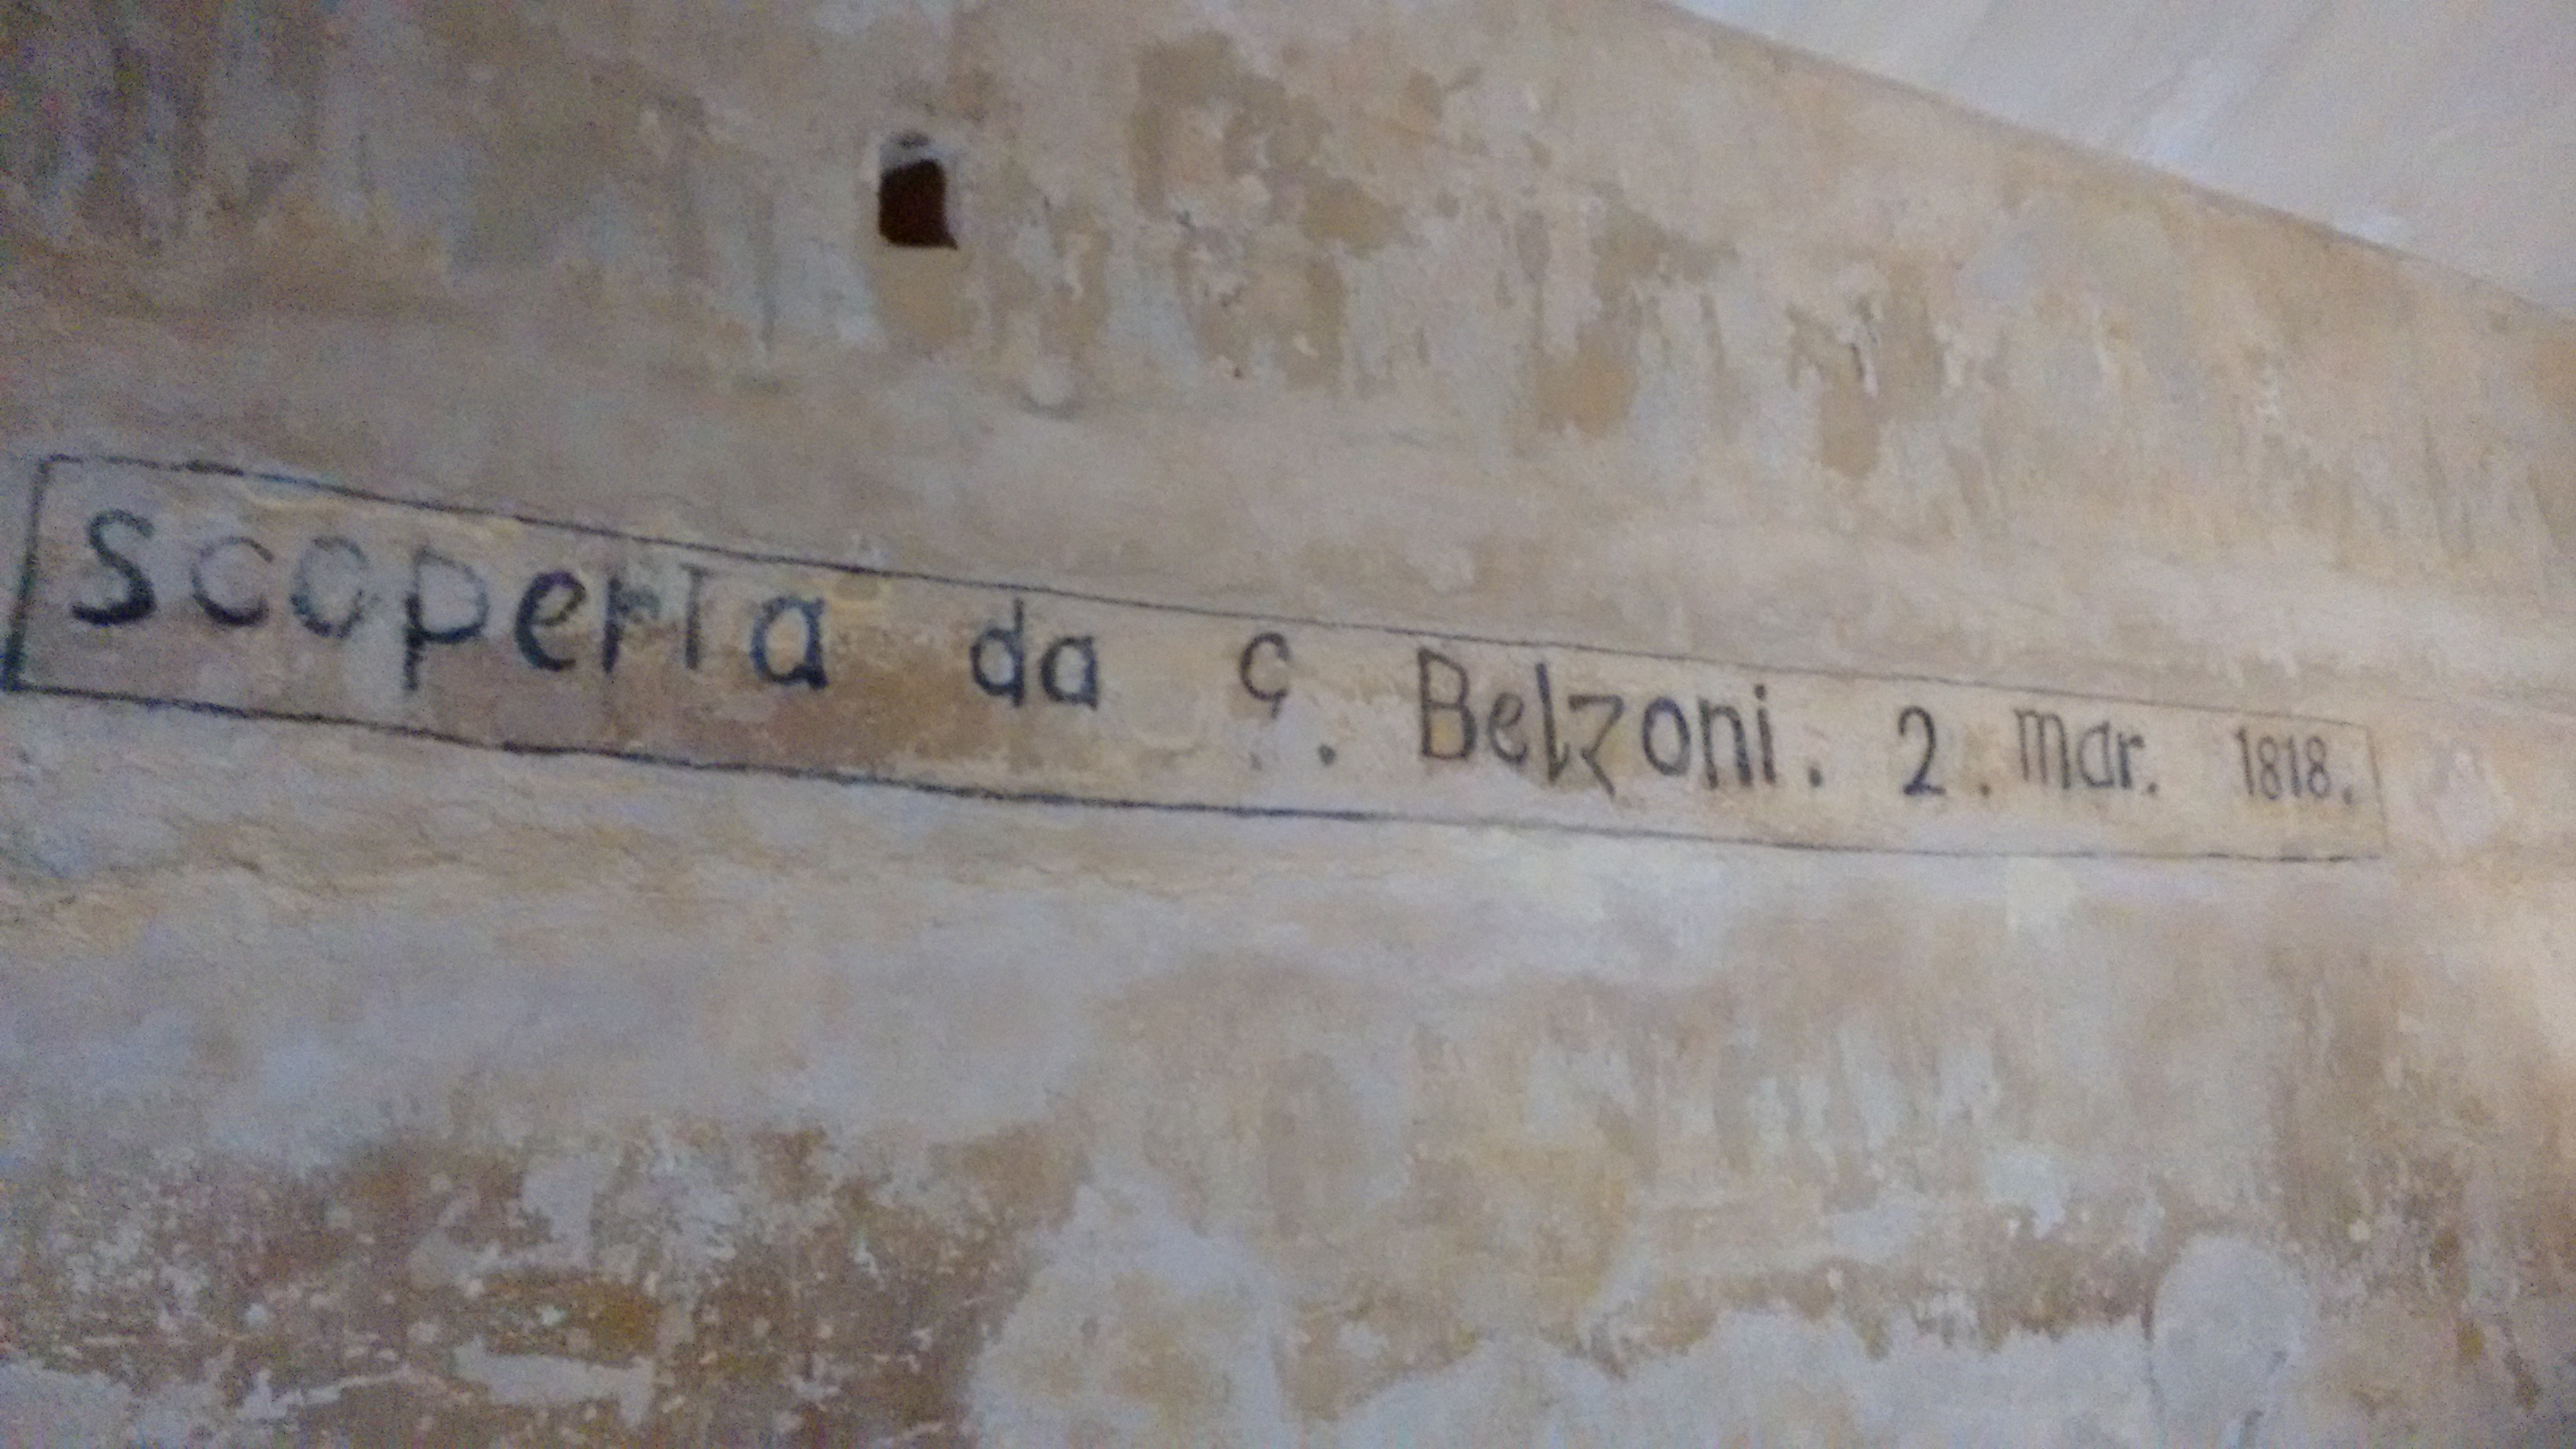 Scoperta da G. Belzoni. 2. mar. 1818.